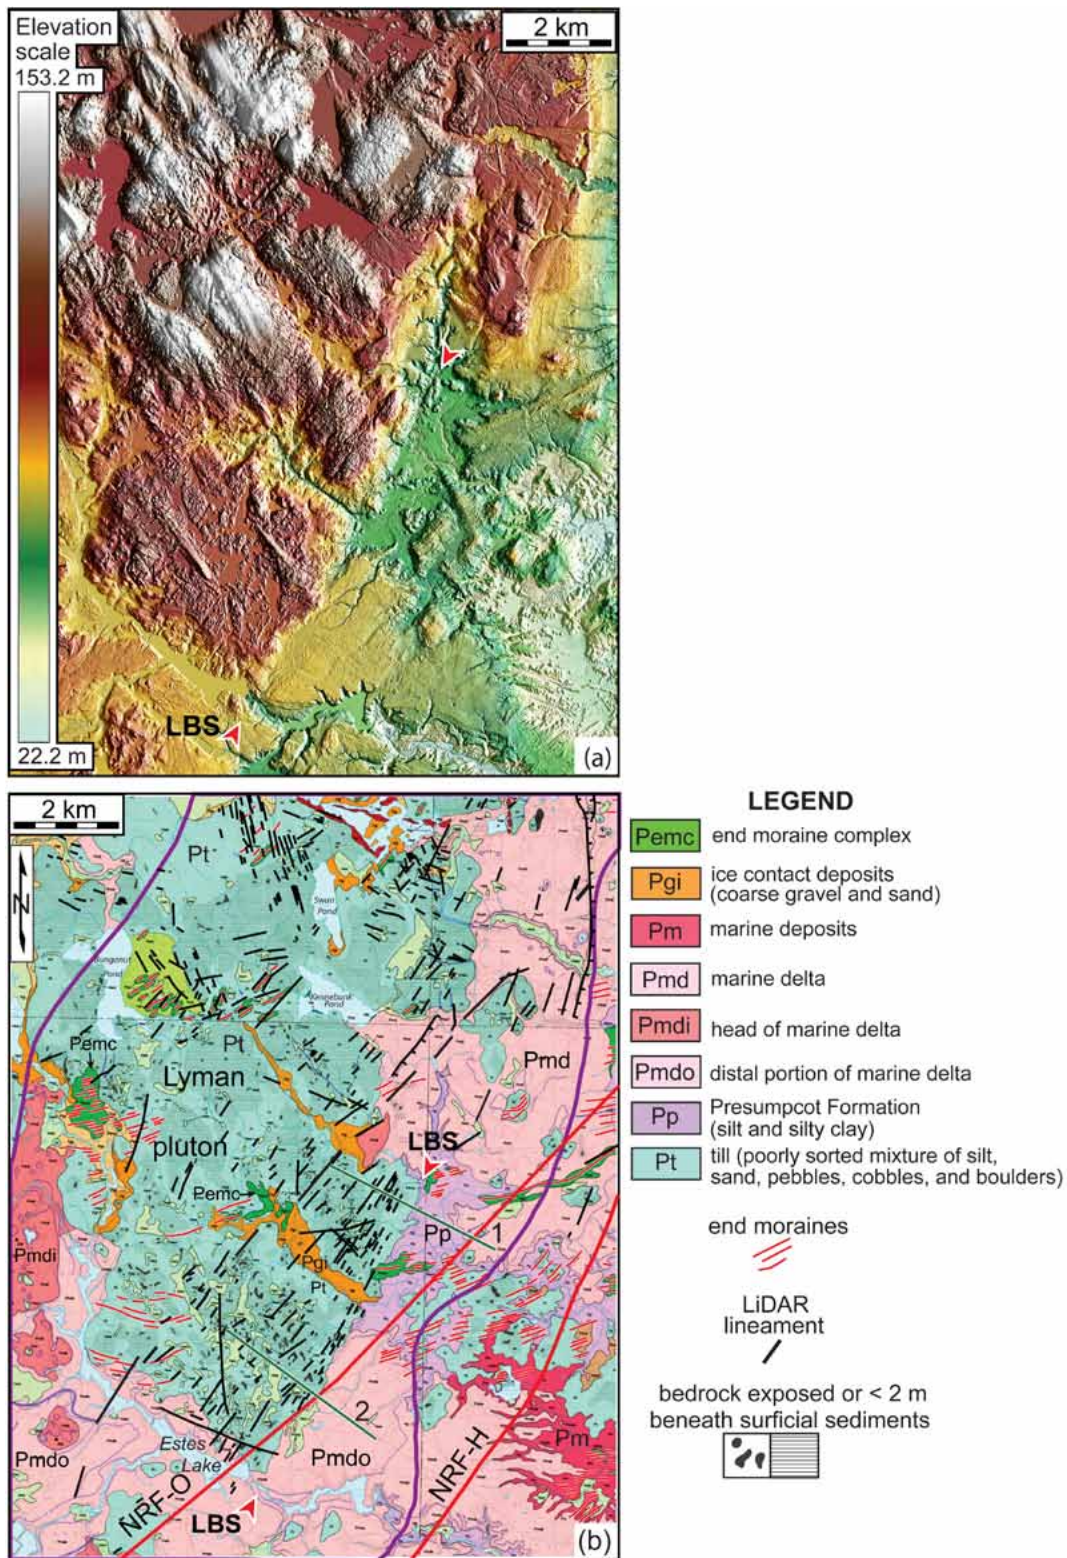 Elevation
scale
153.2 m
2 km
LBS
22.2 m
(a)
2 km
N
Pt
Swan
Pond
Bunganut
Pond
Kennebunk
Pond
Pemc
Pt
Lyman
pluton
Pmd
LBS
Pemc
Pp
1
Pmdi
Pgi
Pt
2
Pm
Estes
Lake
Pmdo
Pmdo
NRF-O
NRF-H
LBS
(b)
LEGEND
Pemc end moraine complex
Pgi ice contact deposits
(coarse gravel and sand)
Pm marine deposits
Pmd marine delta
Pmdi head of marine delta
Pmdo distal portion of marine delta
Pp Presumpcot Formation
(silt and silty clay)
Pt till (poorly sorted mixture of silt,
sand, pebbles, cobbles, and boulders)
end moraines
LiDAR
lineament
bedrock exposed or < 2 m
beneath surficial sediments